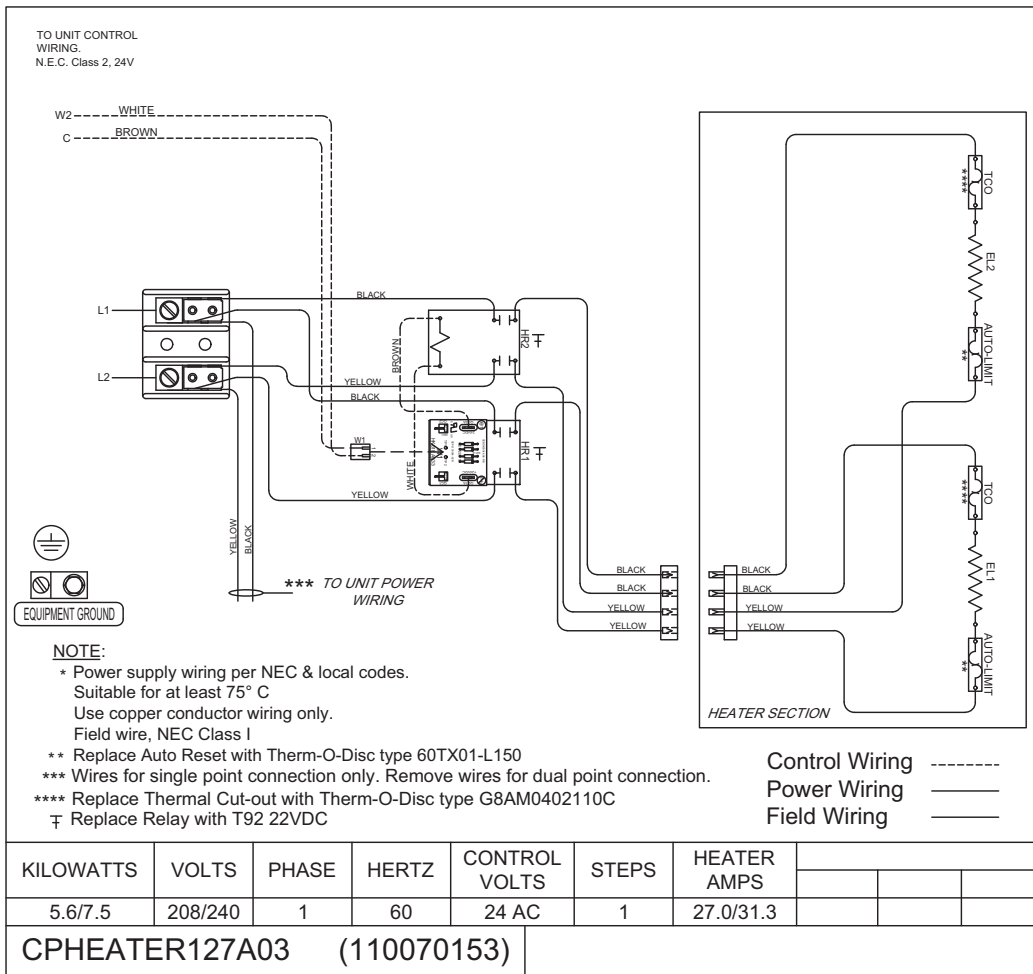 TO UNIT CONTROL
WIRING.
N.E.C. Class 2, 24V
W2
WHITE
C
BROWN
L1
L2
BLACK
BROWN
HR2
YELLOW
BLACK
W1
WHITE
HR1
YELLOW
YELLOW
BLACK
*** TO UNIT POWER
WIRING
EQUIPMENT GROUND
BLACK
BLACK
YELLOW
YELLOW
BLACK
BLACK
YELLOW
YELLOW
TCO
****
EL2
AUTO-LIMIT
**
TCO
****
EL1
AUTO-LIMIT
**
HEATER SECTION
NOTE:
* Power supply wiring per NEC & local codes.
Suitable for at least 75° C
Use copper conductor wiring only.
Field wire, NEC Class I
** Replace Auto Reset with Therm-O-Disc type 60TX01-L150
*** Wires for single point connection only. Remove wires for dual point connection.
**** Replace Thermal Cut-out with Therm-O-Disc type G8AM0402110C
Replace Relay with T92 22VDC
Control Wiring
Power Wiring
Field Wiring
KILOWATTS VOLTS PHASE HERTZ CONTROL VOLTS STEPS HEATER AMPS
5.6/7.5 208/240 1 60 24 AC 1 27.0/31.3
CPHEATER127A03 (110070153)